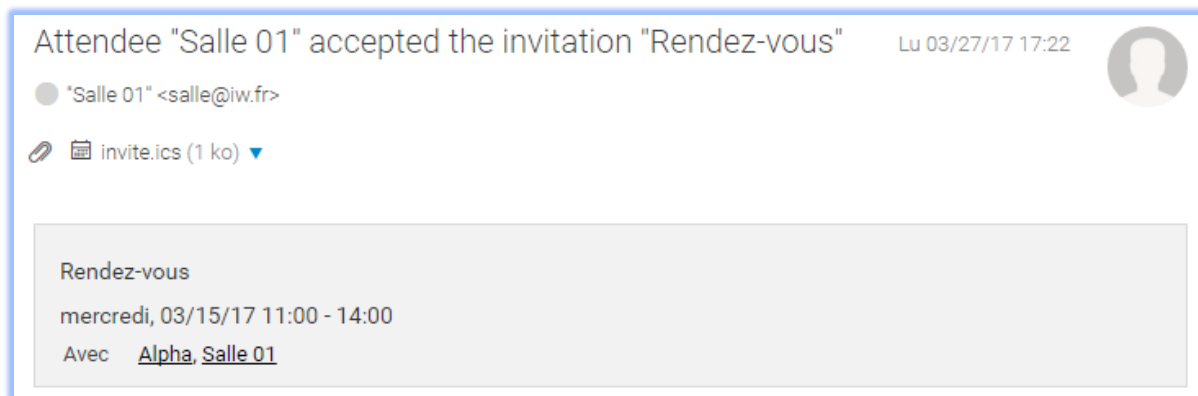 Attendee "Salle 01" accepted the invitation "Rendez-vous" Lu 03/27/17 17:22
"Salle 01" <salle@iw.fr>
invite.ics (1 ko)
Rendez-vous
mercredi, 03/15/17 11:00 - 14:00
Avec Alpha, Salle 01